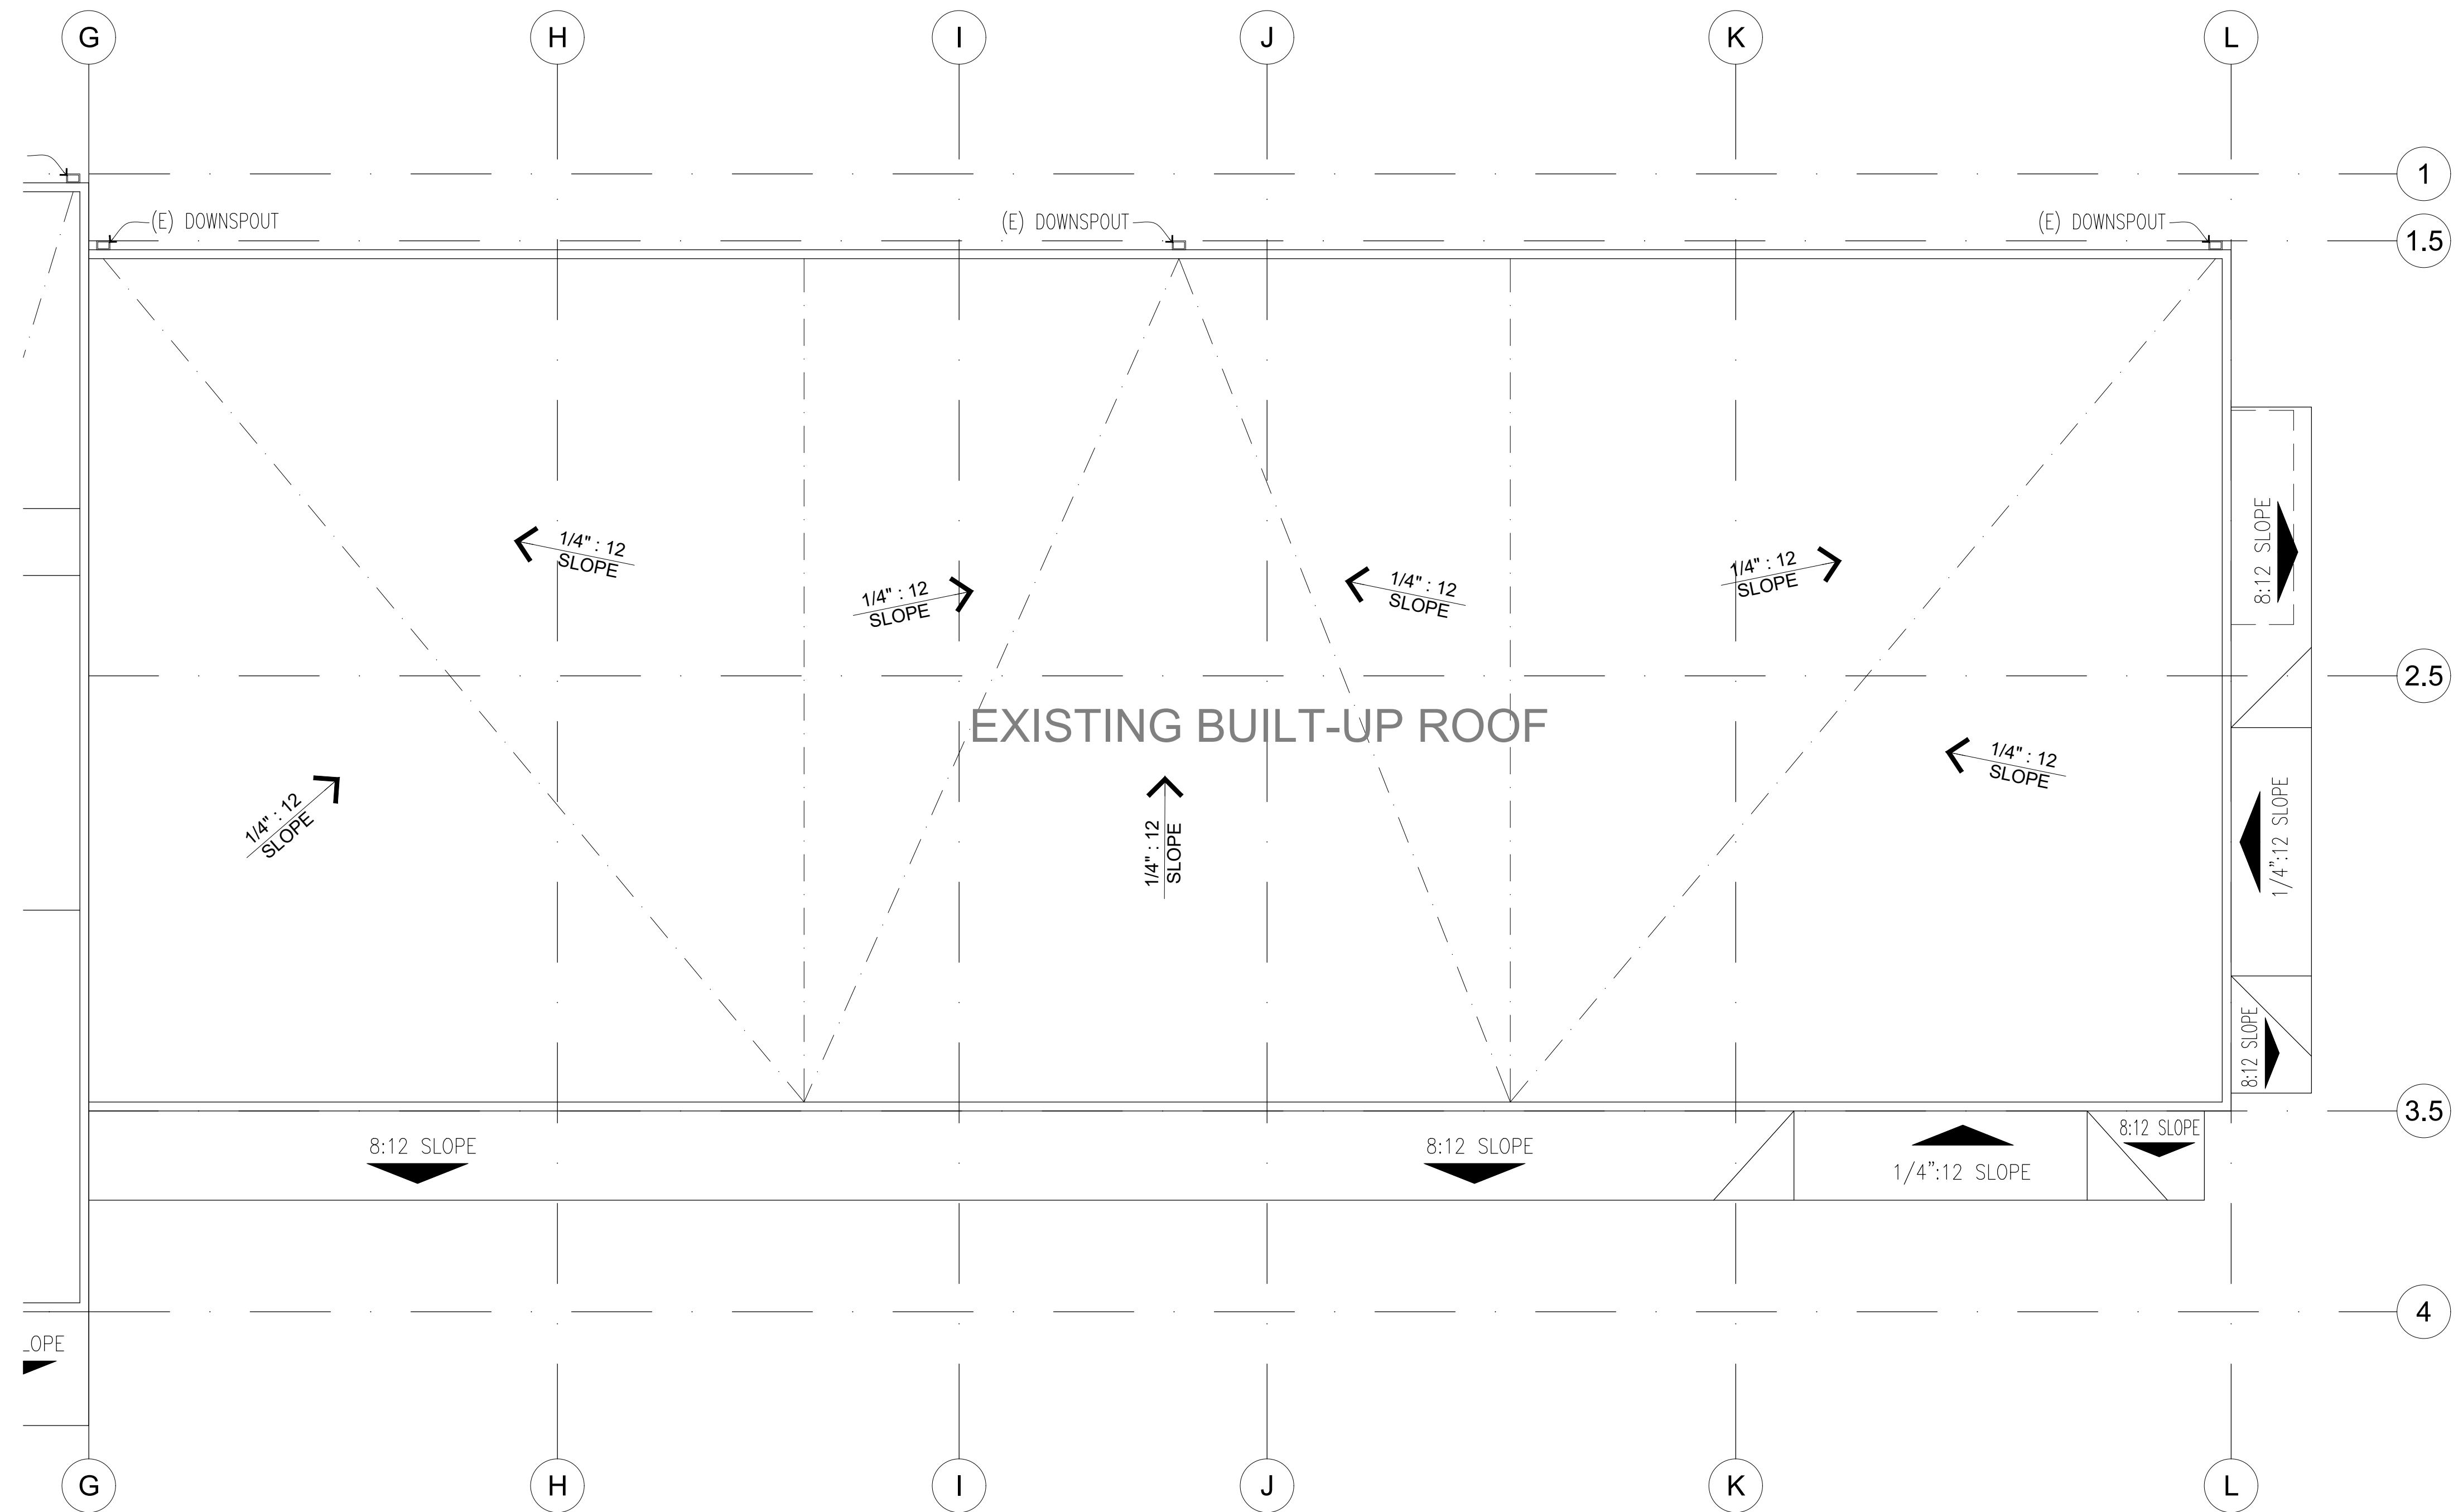 G
H
I
J
K
L
1
(E) DOWNSPOUT
(E) DOWNSPOUT
(E) DOWNSPOUT
1.5
1/4" : 12
SLOPE
1/4" : 12
SLOPE
1/4" : 12
SLOPE
1/4" : 12
SLOPE
8:12 SLOPE
2.5
EXISTING BUILT-UP ROOF
1/4" : 12
SLOPE
1/4" : 12
SLOPE
1/4" : 12
SLOPE
1/4":12 SLOPE
8:12 SLOPE
3.5
8:12 SLOPE
8:12 SLOPE
1/4":12 SLOPE
8:12 SLOPE
4
LOPE
G
H
I
J
K
L